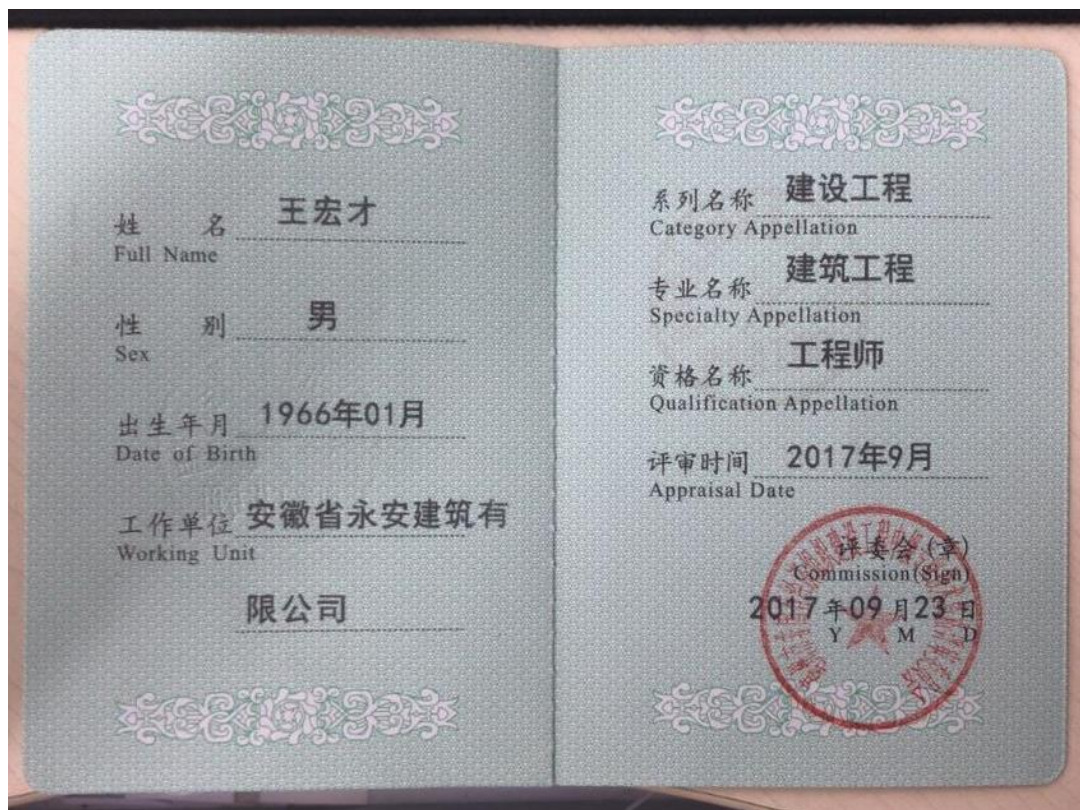 姓 名 王宏才
Full Name
性 别 男
Sex
出生年月 1966年01月
Date of Birth
工作单位 安徽省永安建筑有
Working Unit
限公司
系列名称 建设工程
Category Appellation
专业名称 建筑工程
Specialty Appellation
资格名称 工程师
Qualification Appellation
评审时间 2017年9月
Appraisal Date
评委会(章)
Commission(Sign)
2017年09月23日
Y M D